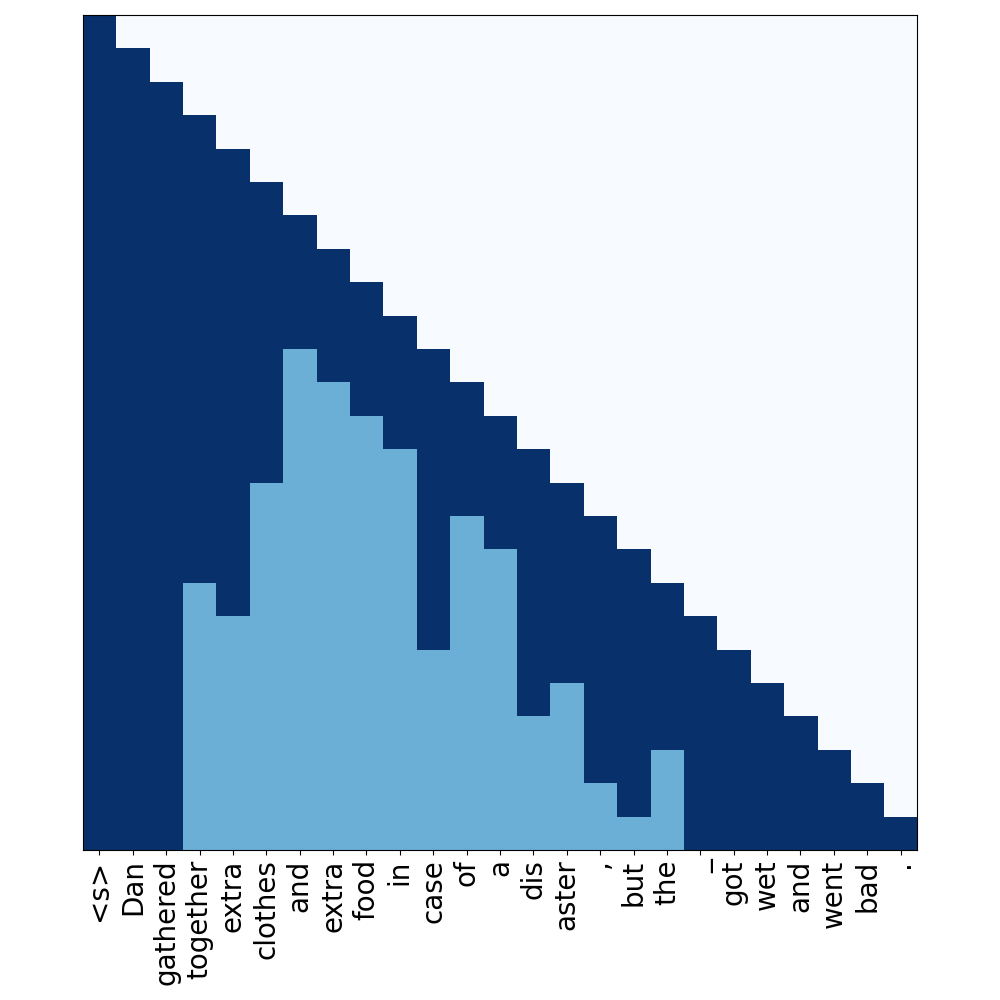 <s> Dan gathered together extra clothes and extra food in case of a dis aster , but the _ got wet and went bad .